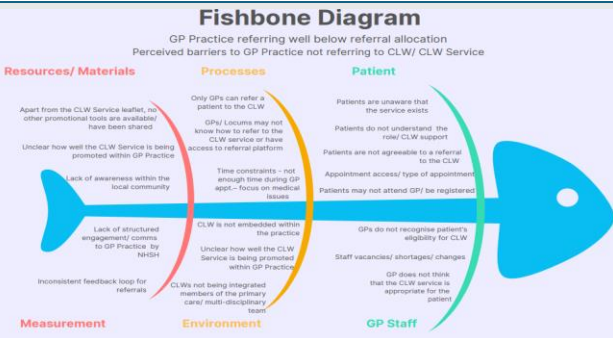 Fishbone Diagram
GP Practice referring well below referral allocation
Perceived barriers to GP Practice not referring to CLW/ CLW Service
Resources/ Materials
Apart from the CLW Service leaflet, no
other promotional tools are available/
have been shared
Unclear how well the CLW Service is being
promoted within GP Practice
Lack of awareness within the
local community
Processes
Only GPs can refer a
patient to the CLW
GPs/ Locums may not
know how to refer to the
CLW service or have
access to referral platform
Time constraints – not
enough time during GP
appt.– focus on medical
issues
Patient
Patients are unaware that
the service exists
Patients do not understand the
role/ CLW support
Patients are not agreeable to a referral
to the CLW
Appointment access/ type of appointment
Patients may not attend GP/ be registered
Lack of structured
engagement/ comms
to GP Practice by
NHSH
Inconsistent feedback loop for
referrals
Measurement
CLW is not embedded within
the practice
Unclear how well the CLW
Service is being promoted
within GP Practice
CLWs not being integrated
members of the primary
care/ multi-disciplinary
team
Environment
GPs do not recognise patient's
eligibility for CLW
Staff vacancies/ shortages/ changes
GP does not think
that the CLW service is
appropriate for the
patient
GP Staff